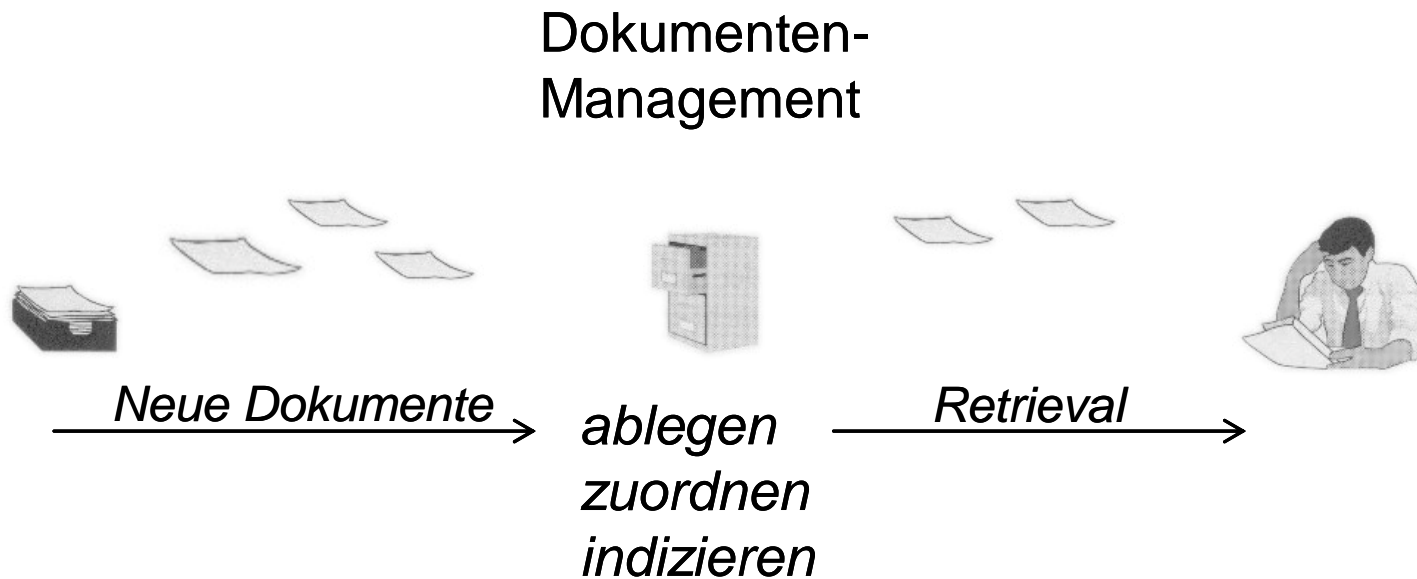 Dokumenten-
Management
Neue Dokumente
ablegen
zuordnen
indizieren
Retrieval